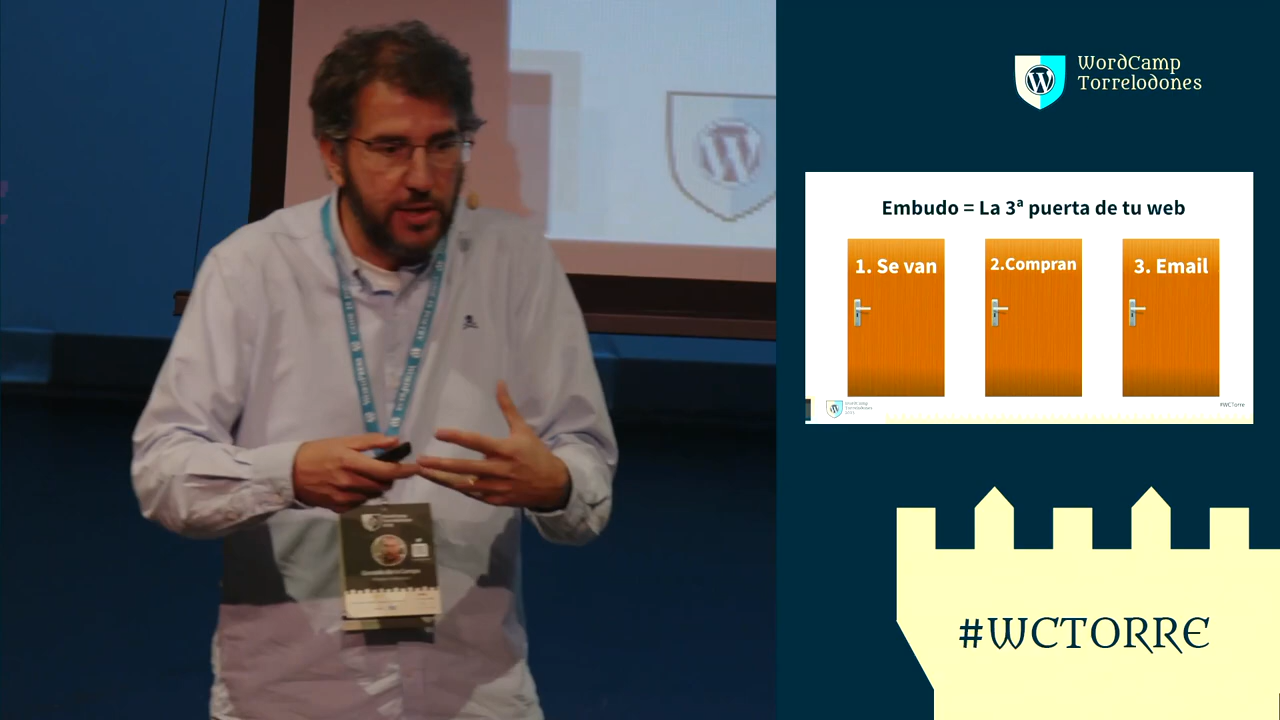 WordCamp
Torrelodones
Embudo = La 3ª puerta de tu web
1. Se van
2.Compran
3. Email
#WCTorre
#WCTORRE